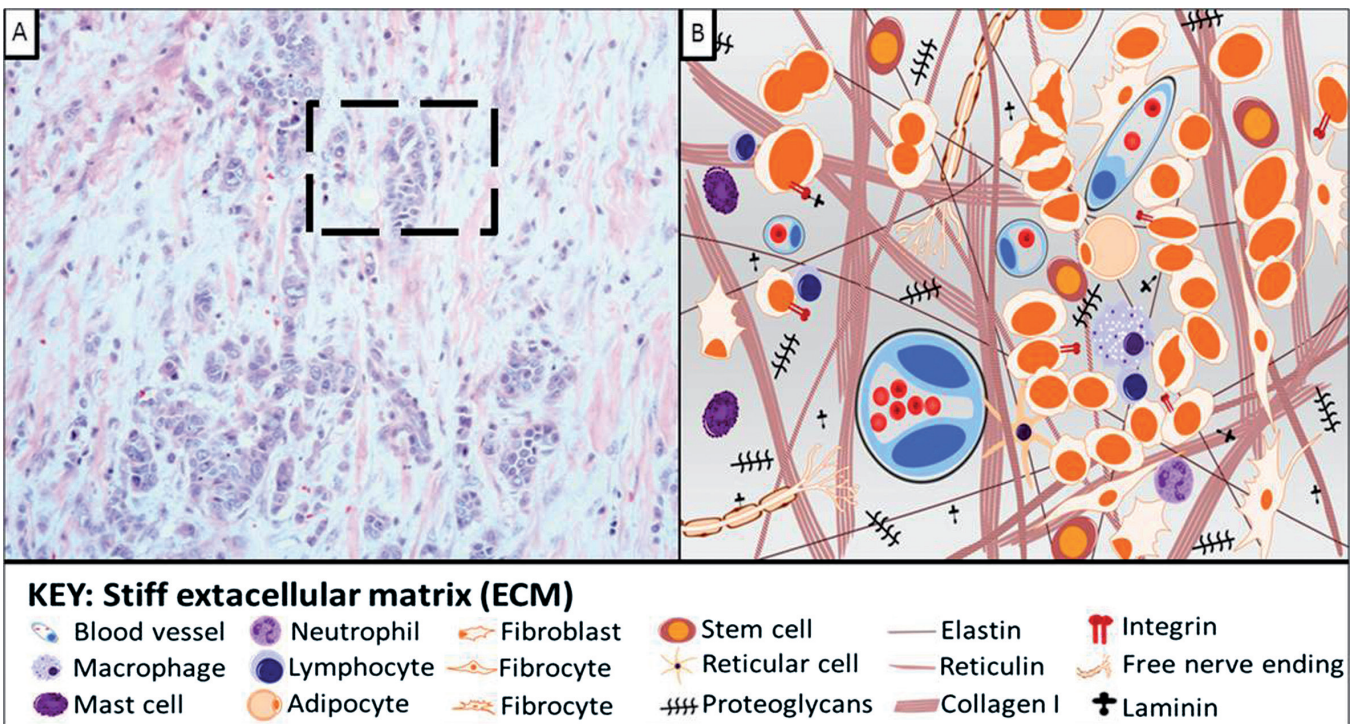 A
B
KEY: Stiff extacellular matrix (ECM)
Blood vessel Neutrophil Fibroblast Stem cell Elastin Integrin
Macrophage Lymphocyte Fibrocyte Reticular cell Reticulin Free nerve ending
Mast cell Adipocyte Fibrocyte Proteoglycans Collagen I Laminin